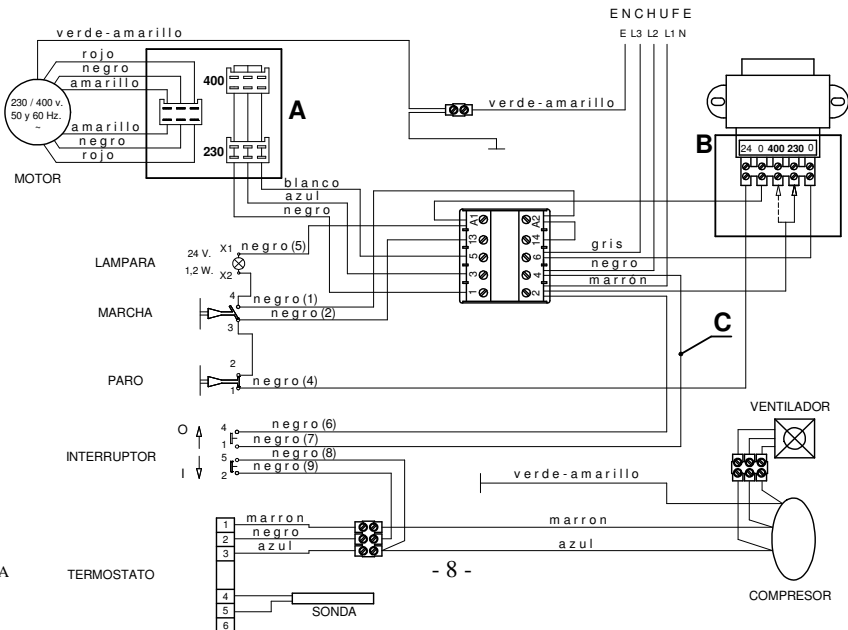 ENCHUFE
E L3 L2 L1 N
verde-amarillo
rojo
negro
amarillo
230 / 400 v.
50 y 60 Hz.
~
amarillo
negro
rojo
MOTOR
400
230
A
verde-amarillo
B
24 0 400 230 0
blanco
azul
negro
A1
13
5
3
1
A2
14
6
4
2
gris
negro
marrón
LAMPARA
24 V.
1,2 W.
X1
X2
negro(5)
MARCHA
4
3
negro(1)
negro(2)
C
PARO
2
1
negro(4)
INTERRUPTOR
O
I
4
1
5
2
negro(6)
negro(7)
negro(8)
negro(9)
VENTILADOR
verde-amarillo
TERMOSTATO
1
2
3
4
5
6
marron
negro
azul
marron
azul
SONDA
COMPRESOR
A
- 8 -